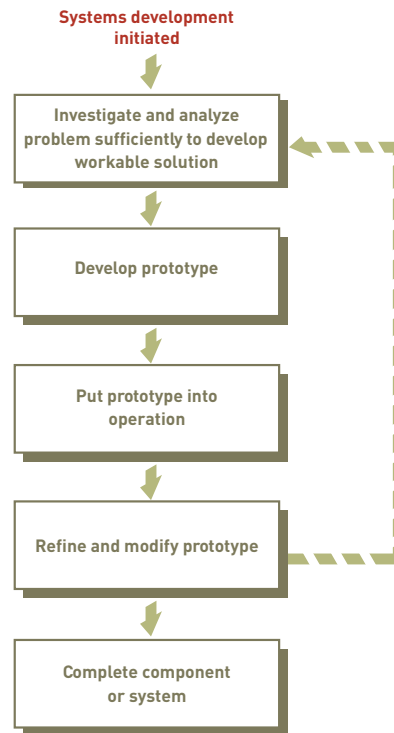 Systems development
initiated
Investigate and analyze
problem sufficiently to develop
workable solution
Develop prototype
Put prototype into
operation
Refine and modify prototype
Complete component
or system